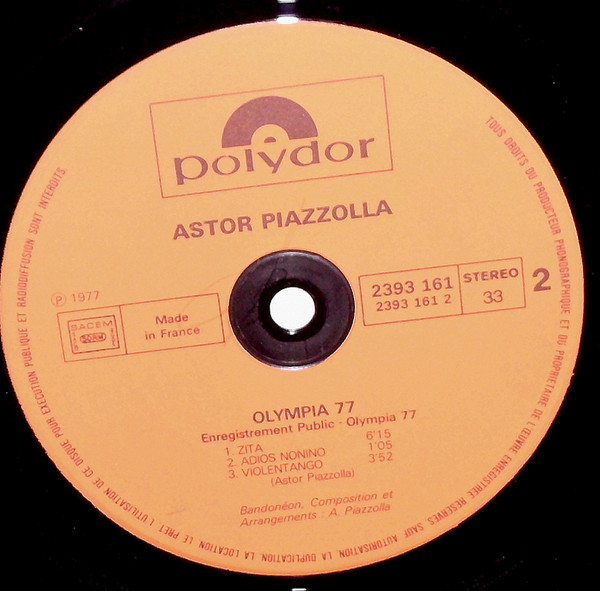 polydor
ASTOR PIAZZOLLA
Ⓟ 1977
SACEM
SDRM
Made
in France
2393 161
2393 161 2
STEREO
33
2
OLYMPIA 77
Enregistrement Public - Olympia 77
1. ZITA 6'15
2. ADIOS NONINO 1'05
3. VIOLENTANGO 3'52
(Astor Piazzolla)
Bandonéon, Composition et
Arrangements : A. Piazzolla
TOUS DROITS DU PRODUCTEUR PHONOGRAPHIQUE ET DU PROPRIETAIRE DE L'ŒUVRE ENREGISTREE RESERVES SAUF AUTORISATION LA DUPLICATION LA LOCATION LE PRET L'UTILISATION DE CE DISQUE POUR EXECUTION PUBLIQUE ET RADIODIFFUSION SONT INTERDITS